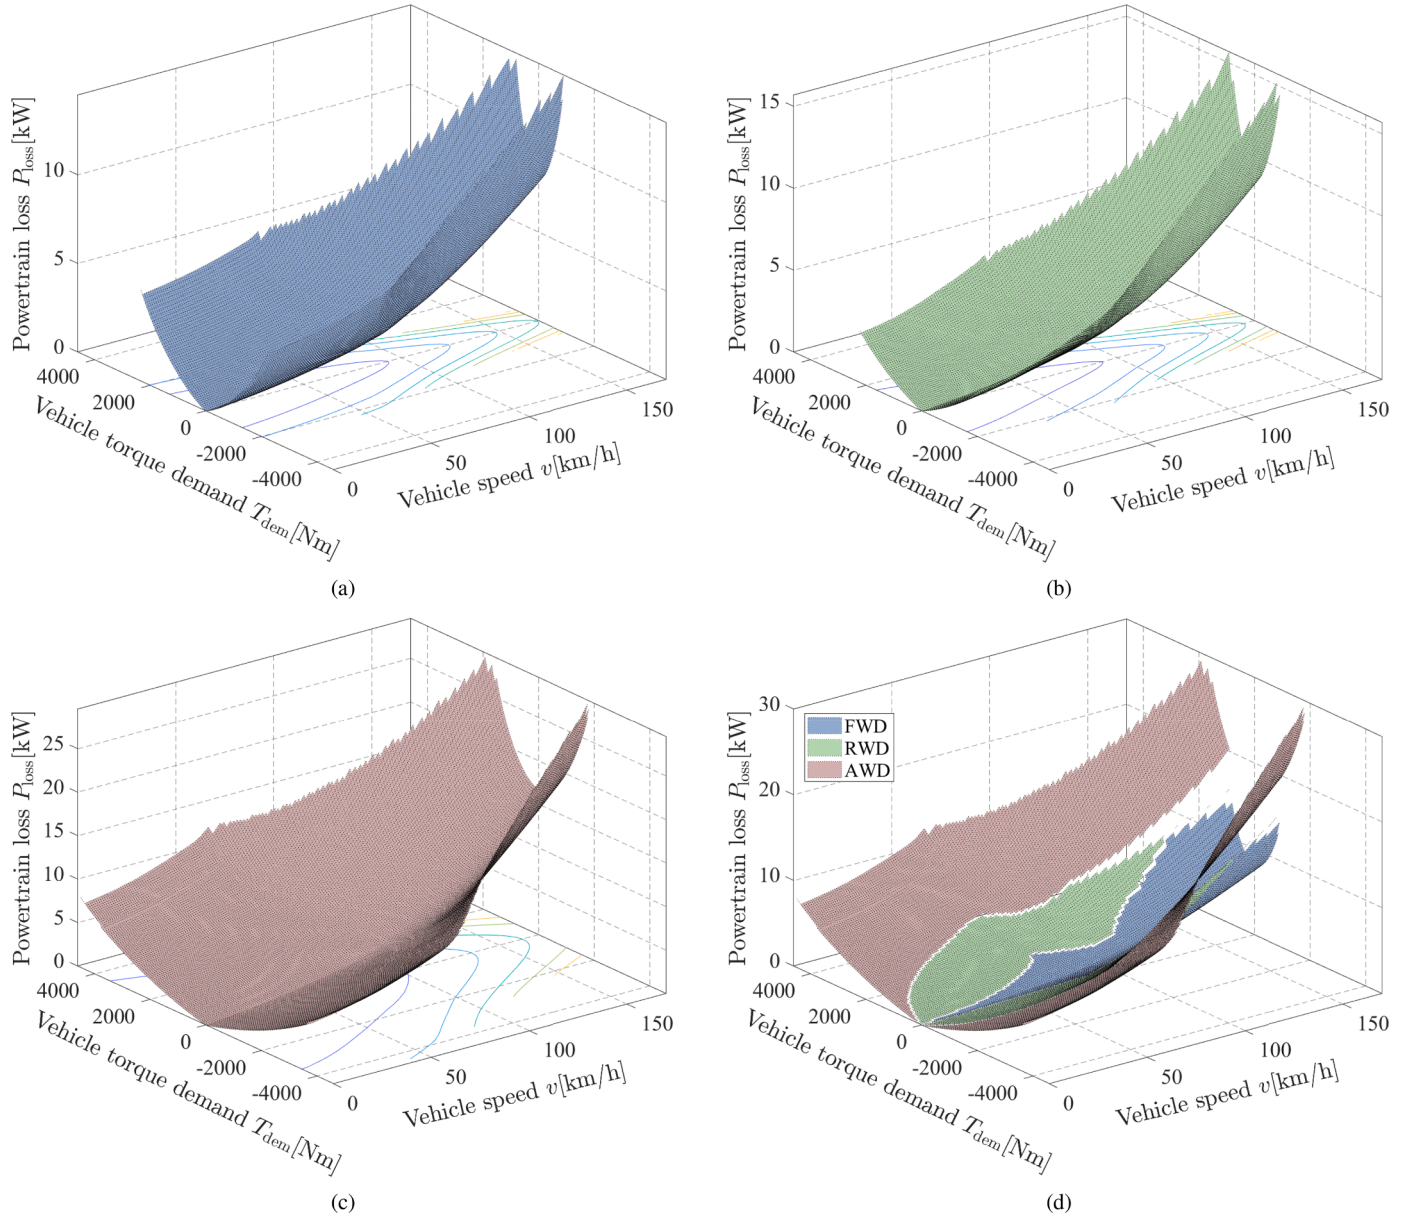 Powertrain loss P_loss[kW]
10
5
0
4000
2000
0
-2000
-4000
Vehicle torque demand T_dem[Nm]
0
50
100
150
Vehicle speed v[km/h]
(a)
Powertrain loss P_loss[kW]
15
10
5
0
4000
2000
0
-2000
-4000
Vehicle torque demand T_dem[Nm]
0
50
100
150
Vehicle speed v[km/h]
(b)
Powertrain loss P_loss[kW]
25
20
15
10
5
0
4000
2000
0
-2000
-4000
Vehicle torque demand T_dem[Nm]
0
50
100
150
Vehicle speed v[km/h]
(c)
Powertrain loss P_loss[kW]
30
20
10
0
FWD
RWD
AWD
4000
2000
0
-2000
-4000
Vehicle torque demand T_dem[Nm]
0
50
100
150
Vehicle speed v[km/h]
(d)